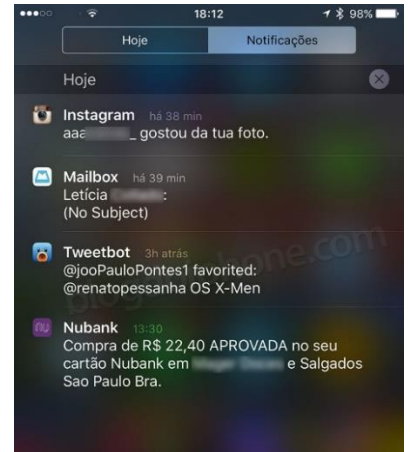 18:12
98%
Hoje
Notificações
Hoje
Instagram há 38 min
aaa _ gostou da tua foto.
Mailbox há 39 min
Letícia :
(No Subject)
Tweetbot 3h atrás
@jooPauloPontes1 favorited:
@renatopessanha OS X-Men
Nubank 13:30
Compra de R$ 22,40 APROVADA no seu
cartão Nubank em e Salgados
Sao Paulo Bra.